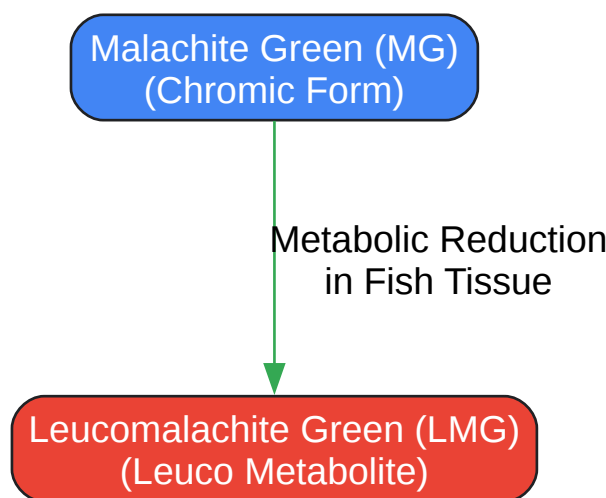 Malachite Green (MG)
(Chromic Form)
Metabolic Reduction
in Fish Tissue
Leucomalachite Green (LMG)
(Leuco Metabolite)